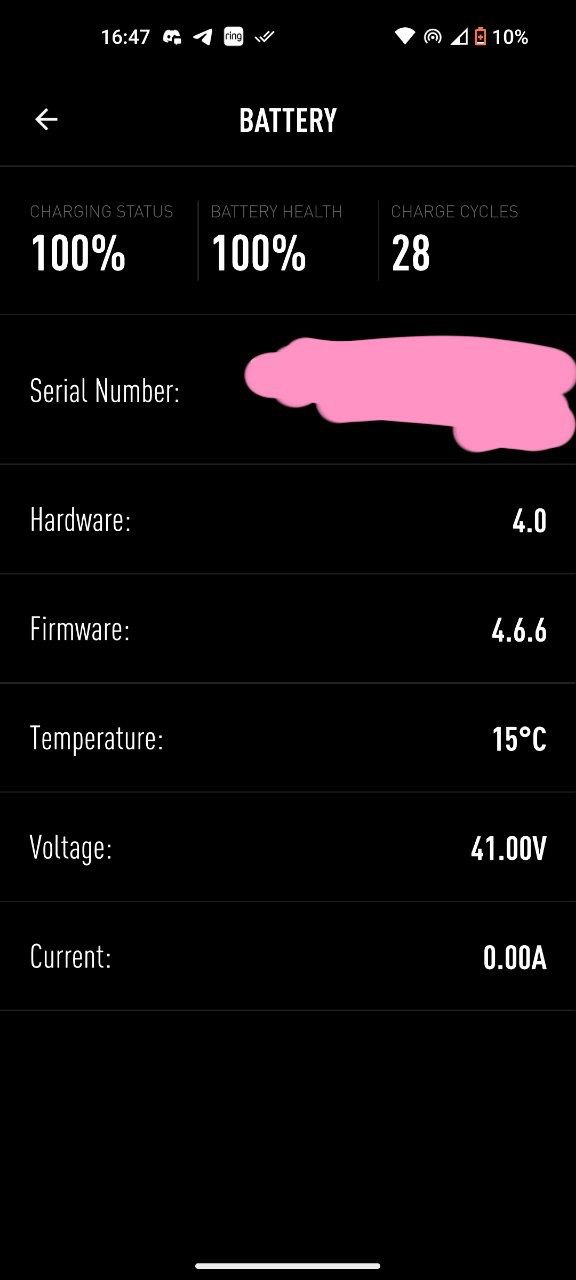 16:47 ring 10%
BATTERY
CHARGING STATUS BATTERY HEALTH CHARGE CYCLES
100% 100% 28
Serial Number:
Hardware: 4.0
Firmware: 4.6.6
Temperature: 15°C
Voltage: 41.00V
Current: 0.00A